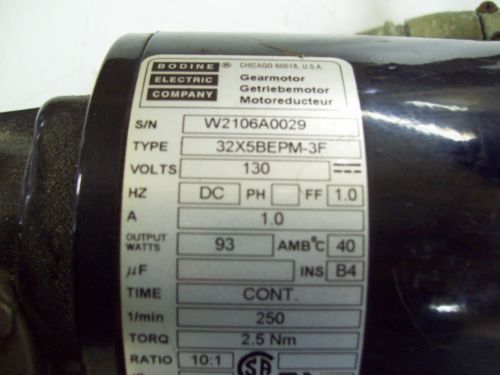 BODINE ® CHICAGO 60618, U.S.A.
ELECTRIC Gearmotor
COMPANY Getriebemotor
Motoreducteur
S/N W2106A0029
TYPE 32X5BEPM-3F
VOLTS 130
HZ DC PH FF 1.0
A 1.0
OUTPUT WATTS 93 AMB°C 40
µF INS B4
TIME CONT.
1/min 250
TORQ 2.5 Nm
RATIO 10:1 SA